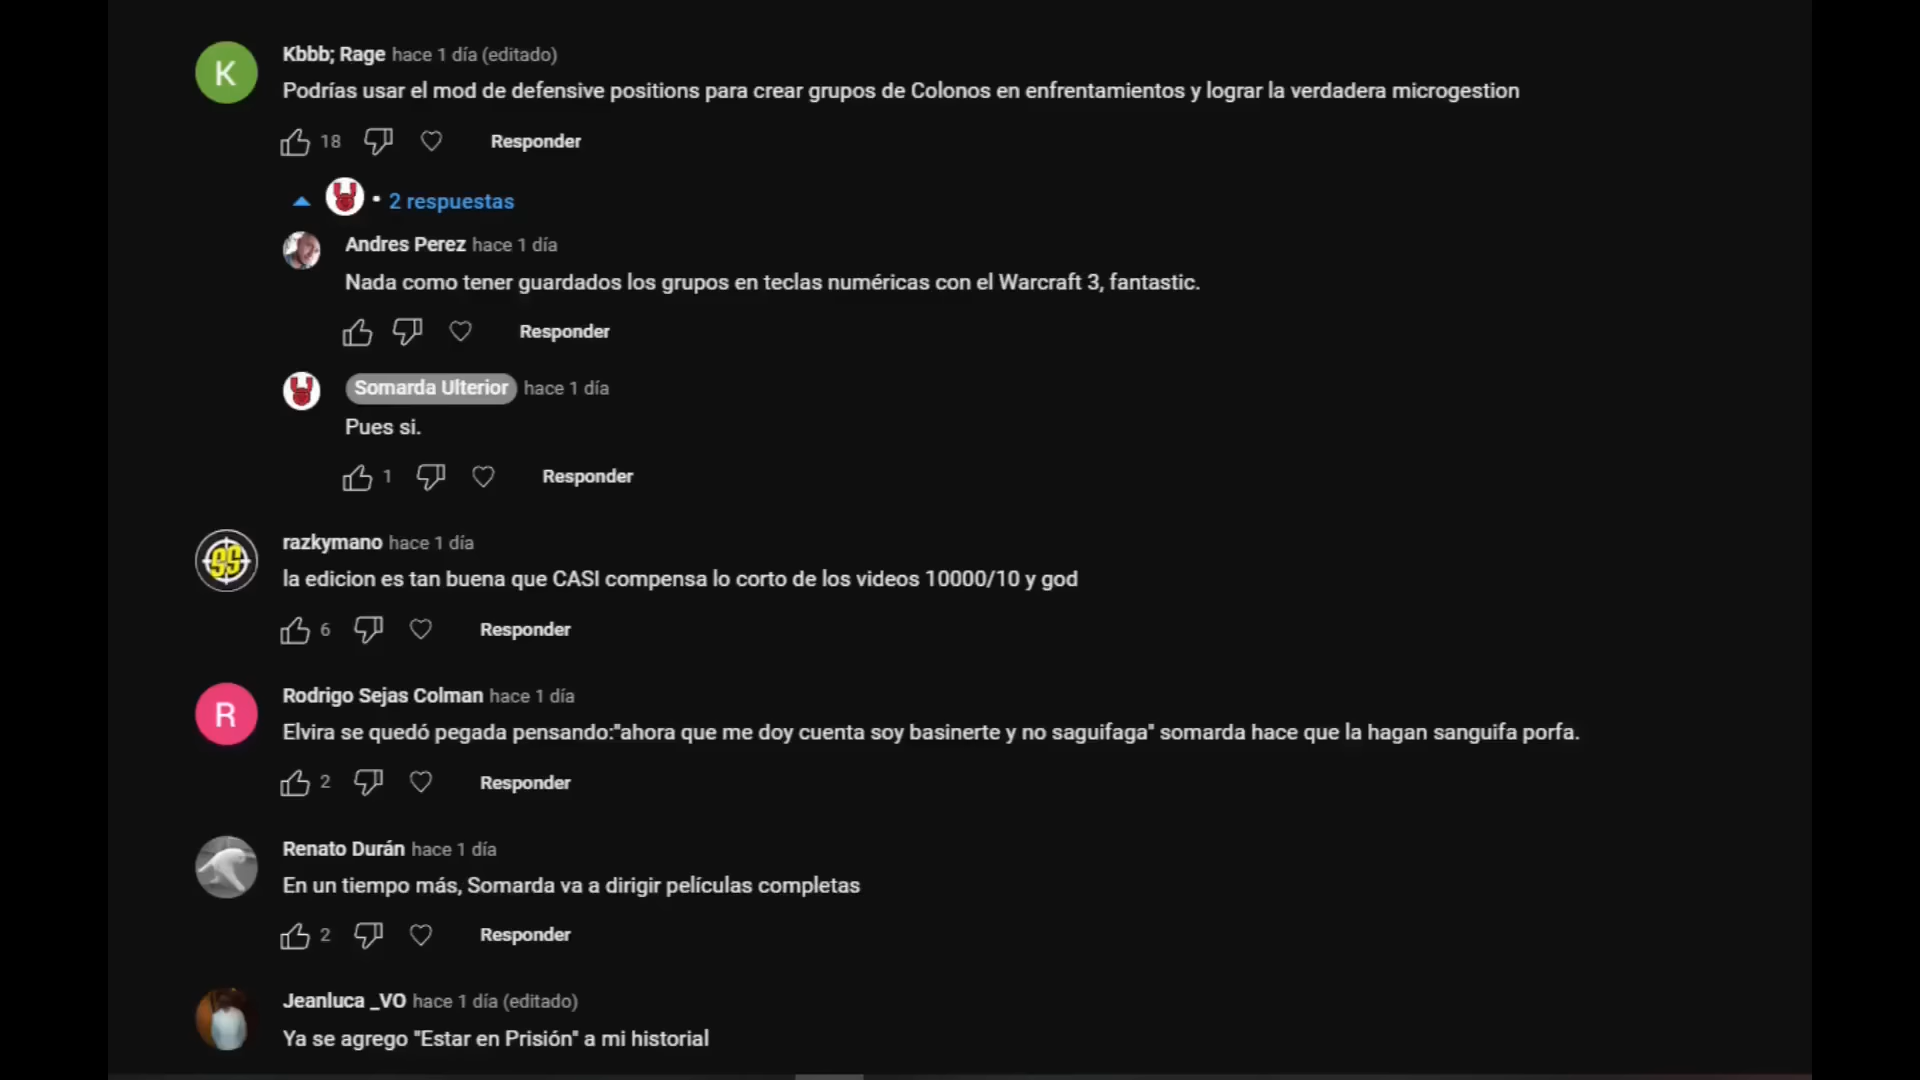 K
Kbbb; Rage hace 1 día (editado)
Podrías usar el mod de defensive positions para crear grupos de Colonos en enfrentamientos y lograr la verdadera microgestion
18 Responder
• 2 respuestas
Andres Perez hace 1 día
Nada como tener guardados los grupos en teclas numéricas con el Warcraft 3, fantastic.
Responder
Somarda Ulterior hace 1 día
Pues si.
1 Responder
95
razkymano hace 1 día
la edicion es tan buena que CASI compensa lo corto de los videos 10000/10 y god
6 Responder
R
Rodrigo Sejas Colman hace 1 día
Elvira se quedó pegada pensando:"ahora que me doy cuenta soy basinerte y no saguifaga" somarda hace que la hagan sanguifa porfa.
2 Responder
Renato Durán hace 1 día
En un tiempo más, Somarda va a dirigir películas completas
2 Responder
Jeanluca _VO hace 1 día (editado)
Ya se agrego "Estar en Prisión" a mi historial